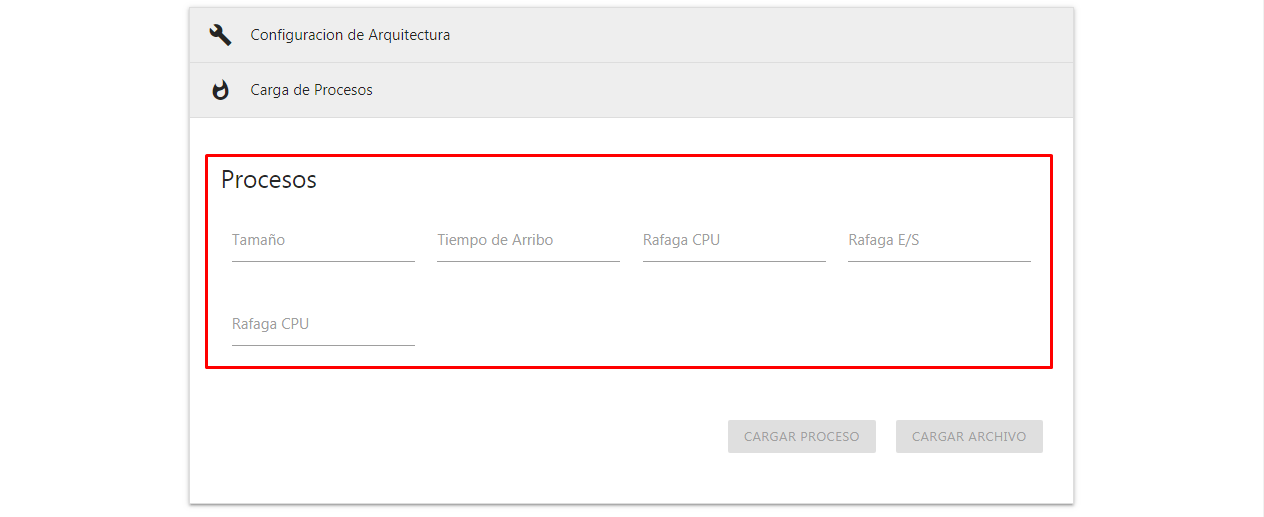 Configuracion de Arquitectura
Carga de Procesos
Procesos
Tamaño Tiempo de Arribo Rafaga CPU Rafaga E/S
Rafaga CPU
CARGAR PROCESO CARGAR ARCHIVO